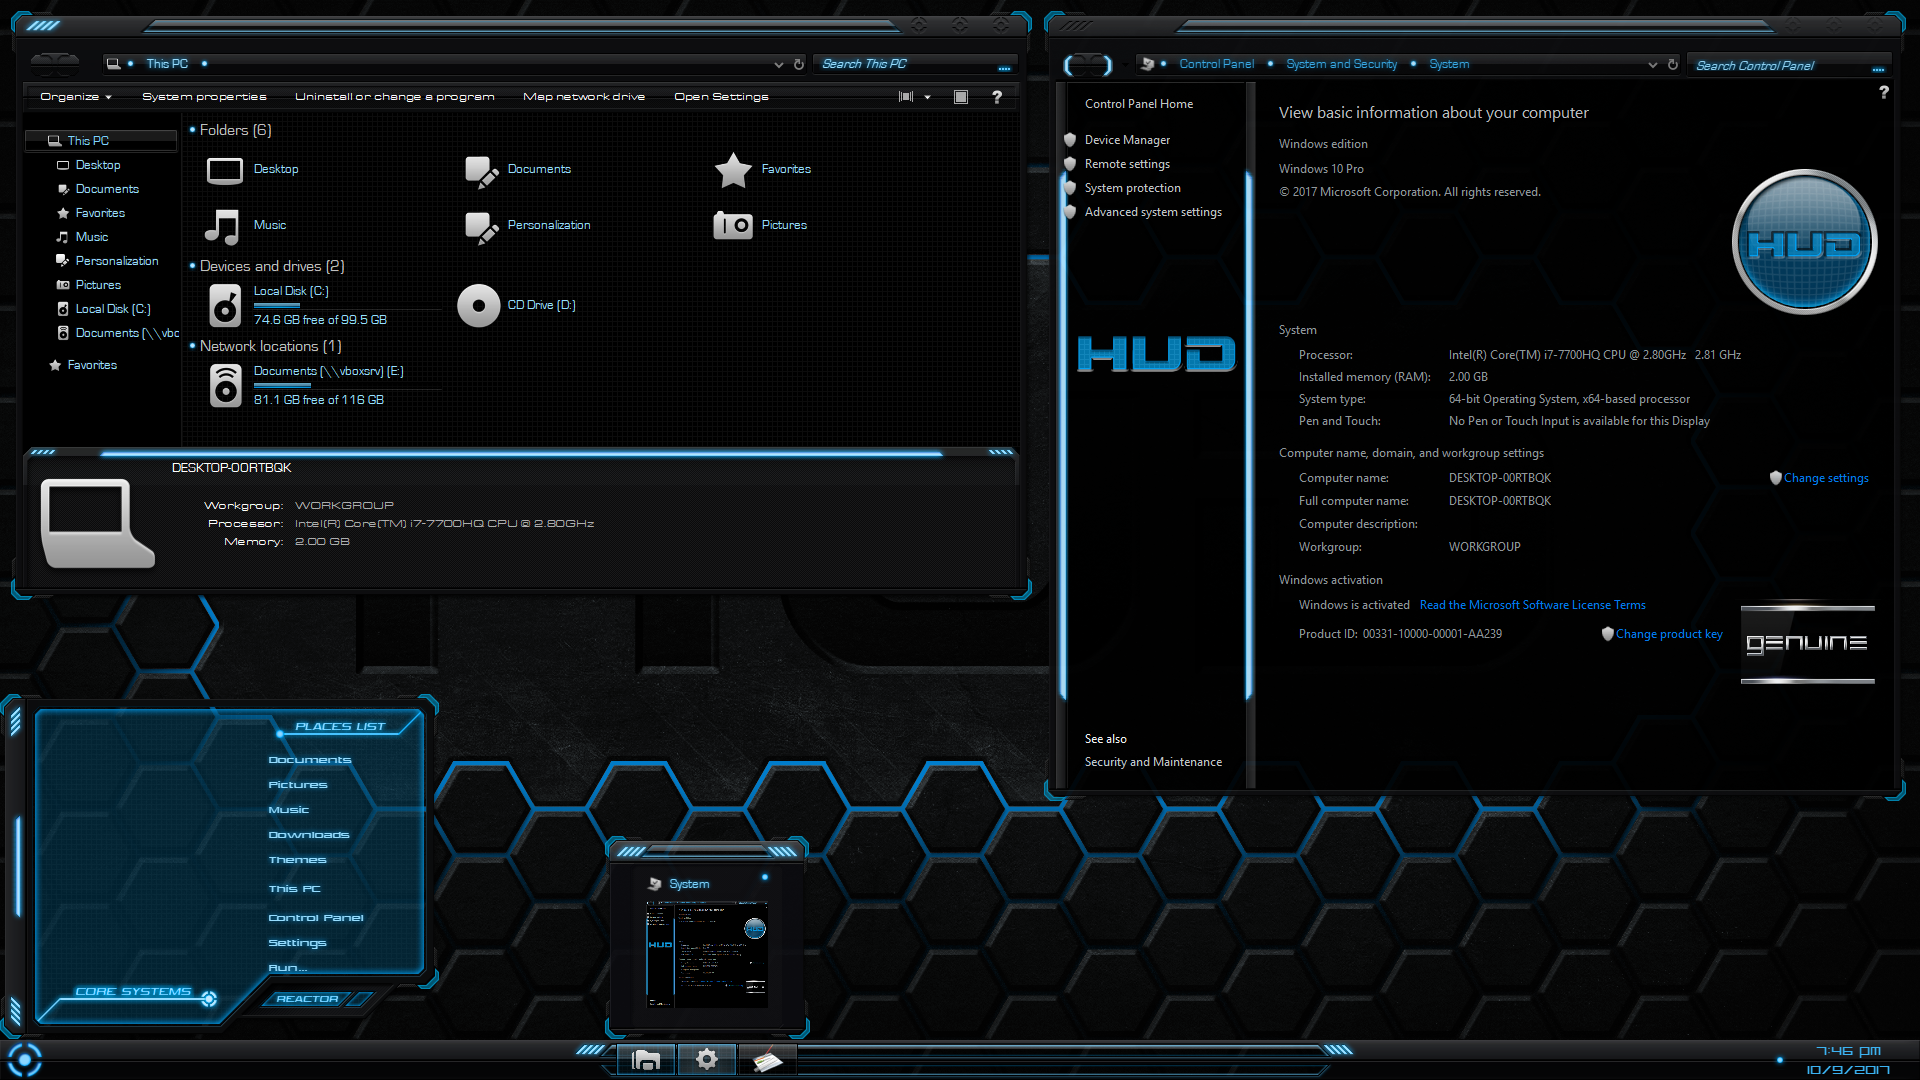 This PC
Search This PC
Organize
System properties
Uninstall or change a program
Map network drive
Open Settings
?
This PC
Desktop
Documents
Favorites
Music
Personalization
Pictures
Local Disk (C:)
Documents (\\vbc
Favorites
Folders (6)
Desktop
Documents
Favorites
Music
Personalization
Pictures
Devices and drives (2)
Local Disk (C:)
74.6 GB free of 99.5 GB
CD Drive (D:)
Network locations (1)
Documents (\\vboxsrv) (E:)
81.1 GB free of 116 GB
DESKTOP-00RTBQK
Workgroup: WORKGROUP
Processor: Intel(R) Core(TM) i7-7700HQ CPU @ 2.80GHz
Memory: 2.00 GB
Control Panel
System and Security
System
Search Control Panel
?
Control Panel Home
Device Manager
Remote settings
System protection
Advanced system settings
HUD
See also
Security and Maintenance
View basic information about your computer
Windows edition
Windows 10 Pro
© 2017 Microsoft Corporation. All rights reserved.
HUD
System
Processor: Intel(R) Core(TM) i7-7700HQ CPU @ 2.80GHz 2.81 GHz
Installed memory (RAM): 2.00 GB
System type: 64-bit Operating System, x64-based processor
Pen and Touch: No Pen or Touch Input is available for this Display
Computer name, domain, and workgroup settings
Computer name: DESKTOP-00RTBQK
Change settings
Full computer name: DESKTOP-00RTBQK
Computer description:
Workgroup: WORKGROUP
Windows activation
Windows is activated Read the Microsoft Software License Terms
Product ID: 00331-10000-00001-AA239
Change product key
GENUINE
PLACES LIST
Documents
Pictures
Music
Downloads
Themes
This PC
Control Panel
Settings
Run...
CORE SYSTEMS
REACTOR
System
HUD
7:46 PM
10/9/2017